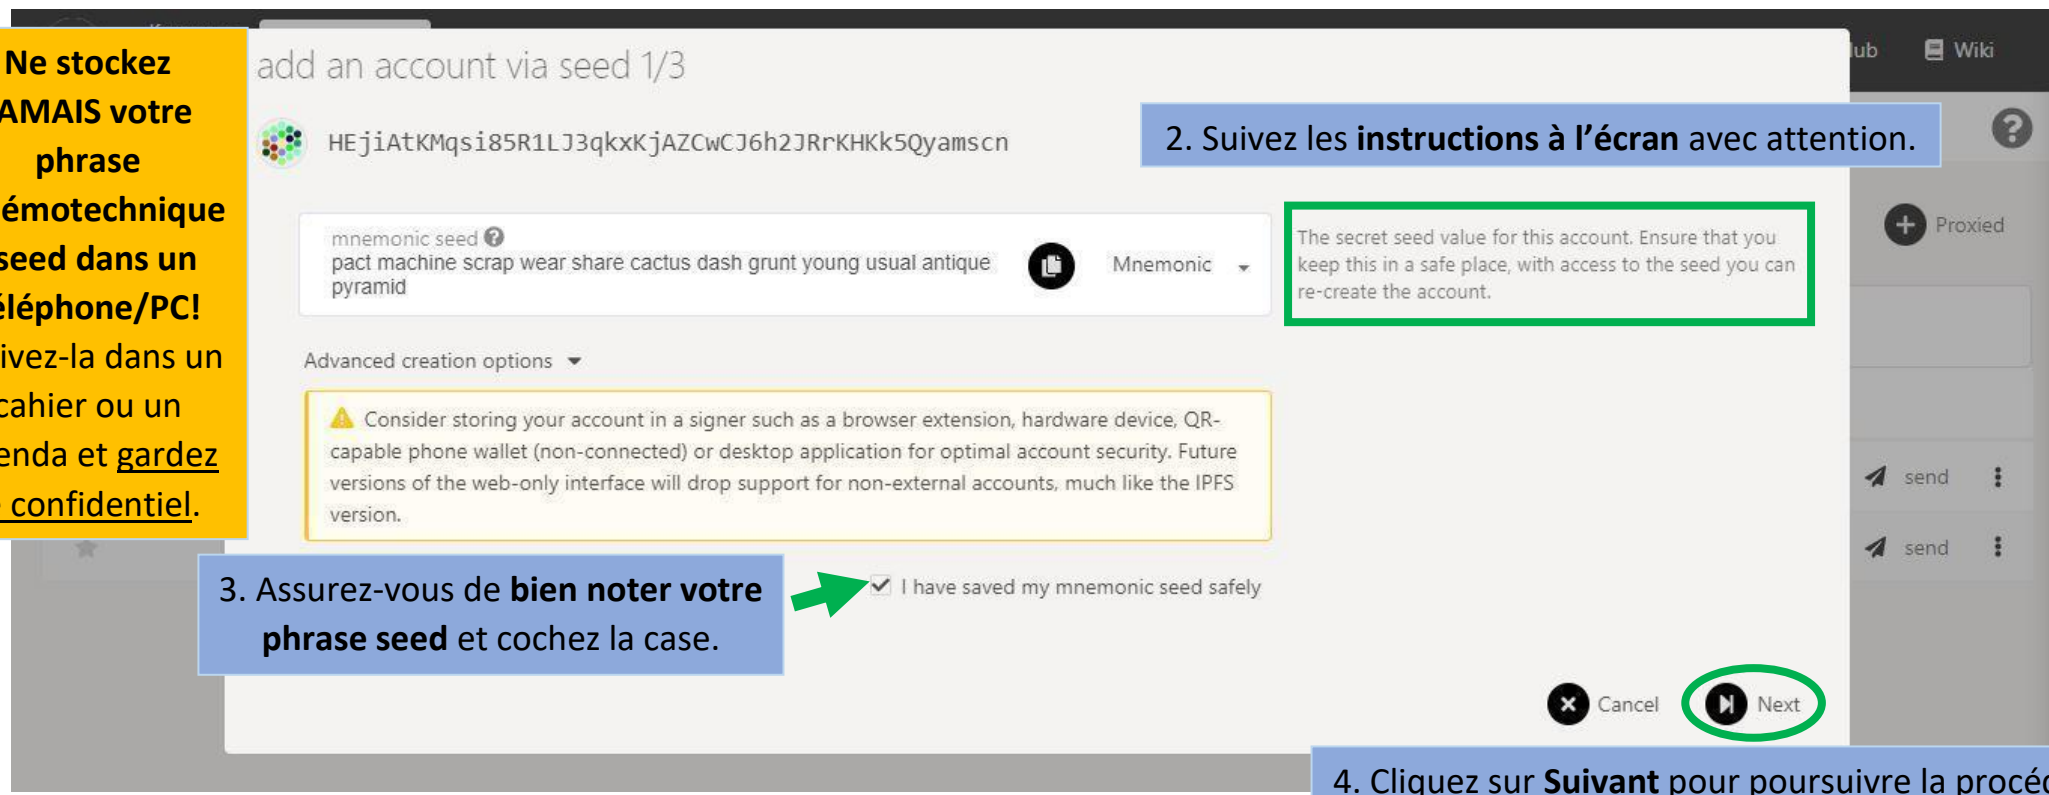 Ne stockez
AMAIS votre
phrase
émotechnique
seed dans un
éléphone/PC!
ivez-la dans un
cahier ou un
enda et gardez
confidentiel.
add an account via seed 1/3
lub
Wiki
HEjiAtKMqsi85R1LJ3qkxKjAZCwCJ6h2JRrKHKk5Qyamscn
2. Suivez les instructions à l’écran avec attention.
Proxied
mnemonic seed
pact machine scrap wear share cactus dash grunt young usual antique
pyramid
Mnemonic
The secret seed value for this account. Ensure that you
keep this in a safe place, with access to the seed you can
re-create the account.
Advanced creation options
Consider storing your account in a signer such as a browser extension, hardware device, QR-
capable phone wallet (non-connected) or desktop application for optimal account security. Future
versions of the web-only interface will drop support for non-external accounts, much like the IPFS
version.
send
send
3. Assurez-vous de bien noter votre
phrase seed et cochez la case.
I have saved my mnemonic seed safely
Cancel
Next
4. Cliquez sur Suivant pour poursuivre la procéd